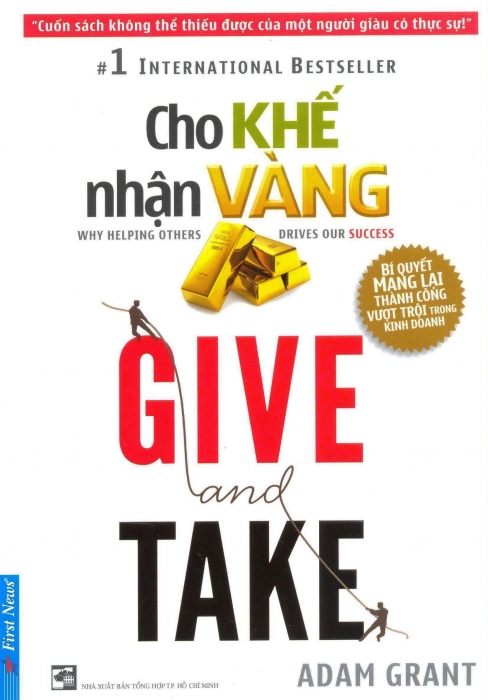 “Cuốn sách không thể thiếu được của một người giàu có thực sự!”
#1 INTERNATIONAL BESTSELLER
Cho KHẾ
nhận VÀNG
WHY HELPING OTHERS DRIVES OUR SUCCESS
BÍ QUYẾT
MANG LẠI
THÀNH CÔNG
VƯỢT TRỘI TRONG
KINH DOANH
GIVE
and
TAKE
First News
NHÀ XUẤT BẢN TỔNG HỢP TP. HỒ CHÍ MINH
ADAM GRANT